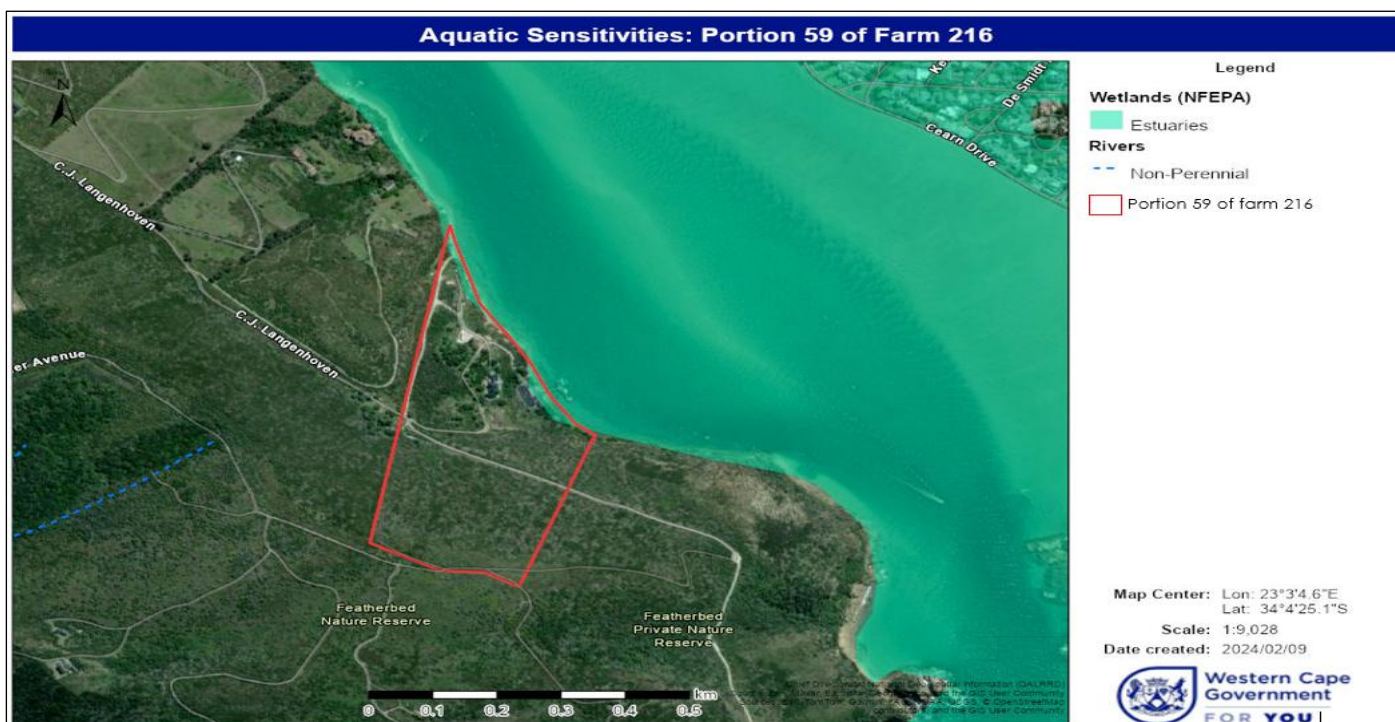 Aquatic Sensitivities: Portion 59 of Farm 216
N
C.J. Langenhoven
C.J. Langenhoven
er Avenue
De Smidt
Cearn Drive
Featherbed
Nature Reserve
Featherbed
Private Nature
Reserve
0 0.1 0.2 0.3 0.4 0.5
km
Legend
Wetlands (NFEPA)
Estuaries
Rivers
Non-Perennial
Portion 59 of farm 216
Map Center: Lon: 23°3'4.6"E
Lat: 34°4'25.1"S
Scale: 1:9,028
Date created: 2024/02/09
Western Cape
Government
FOR YOU